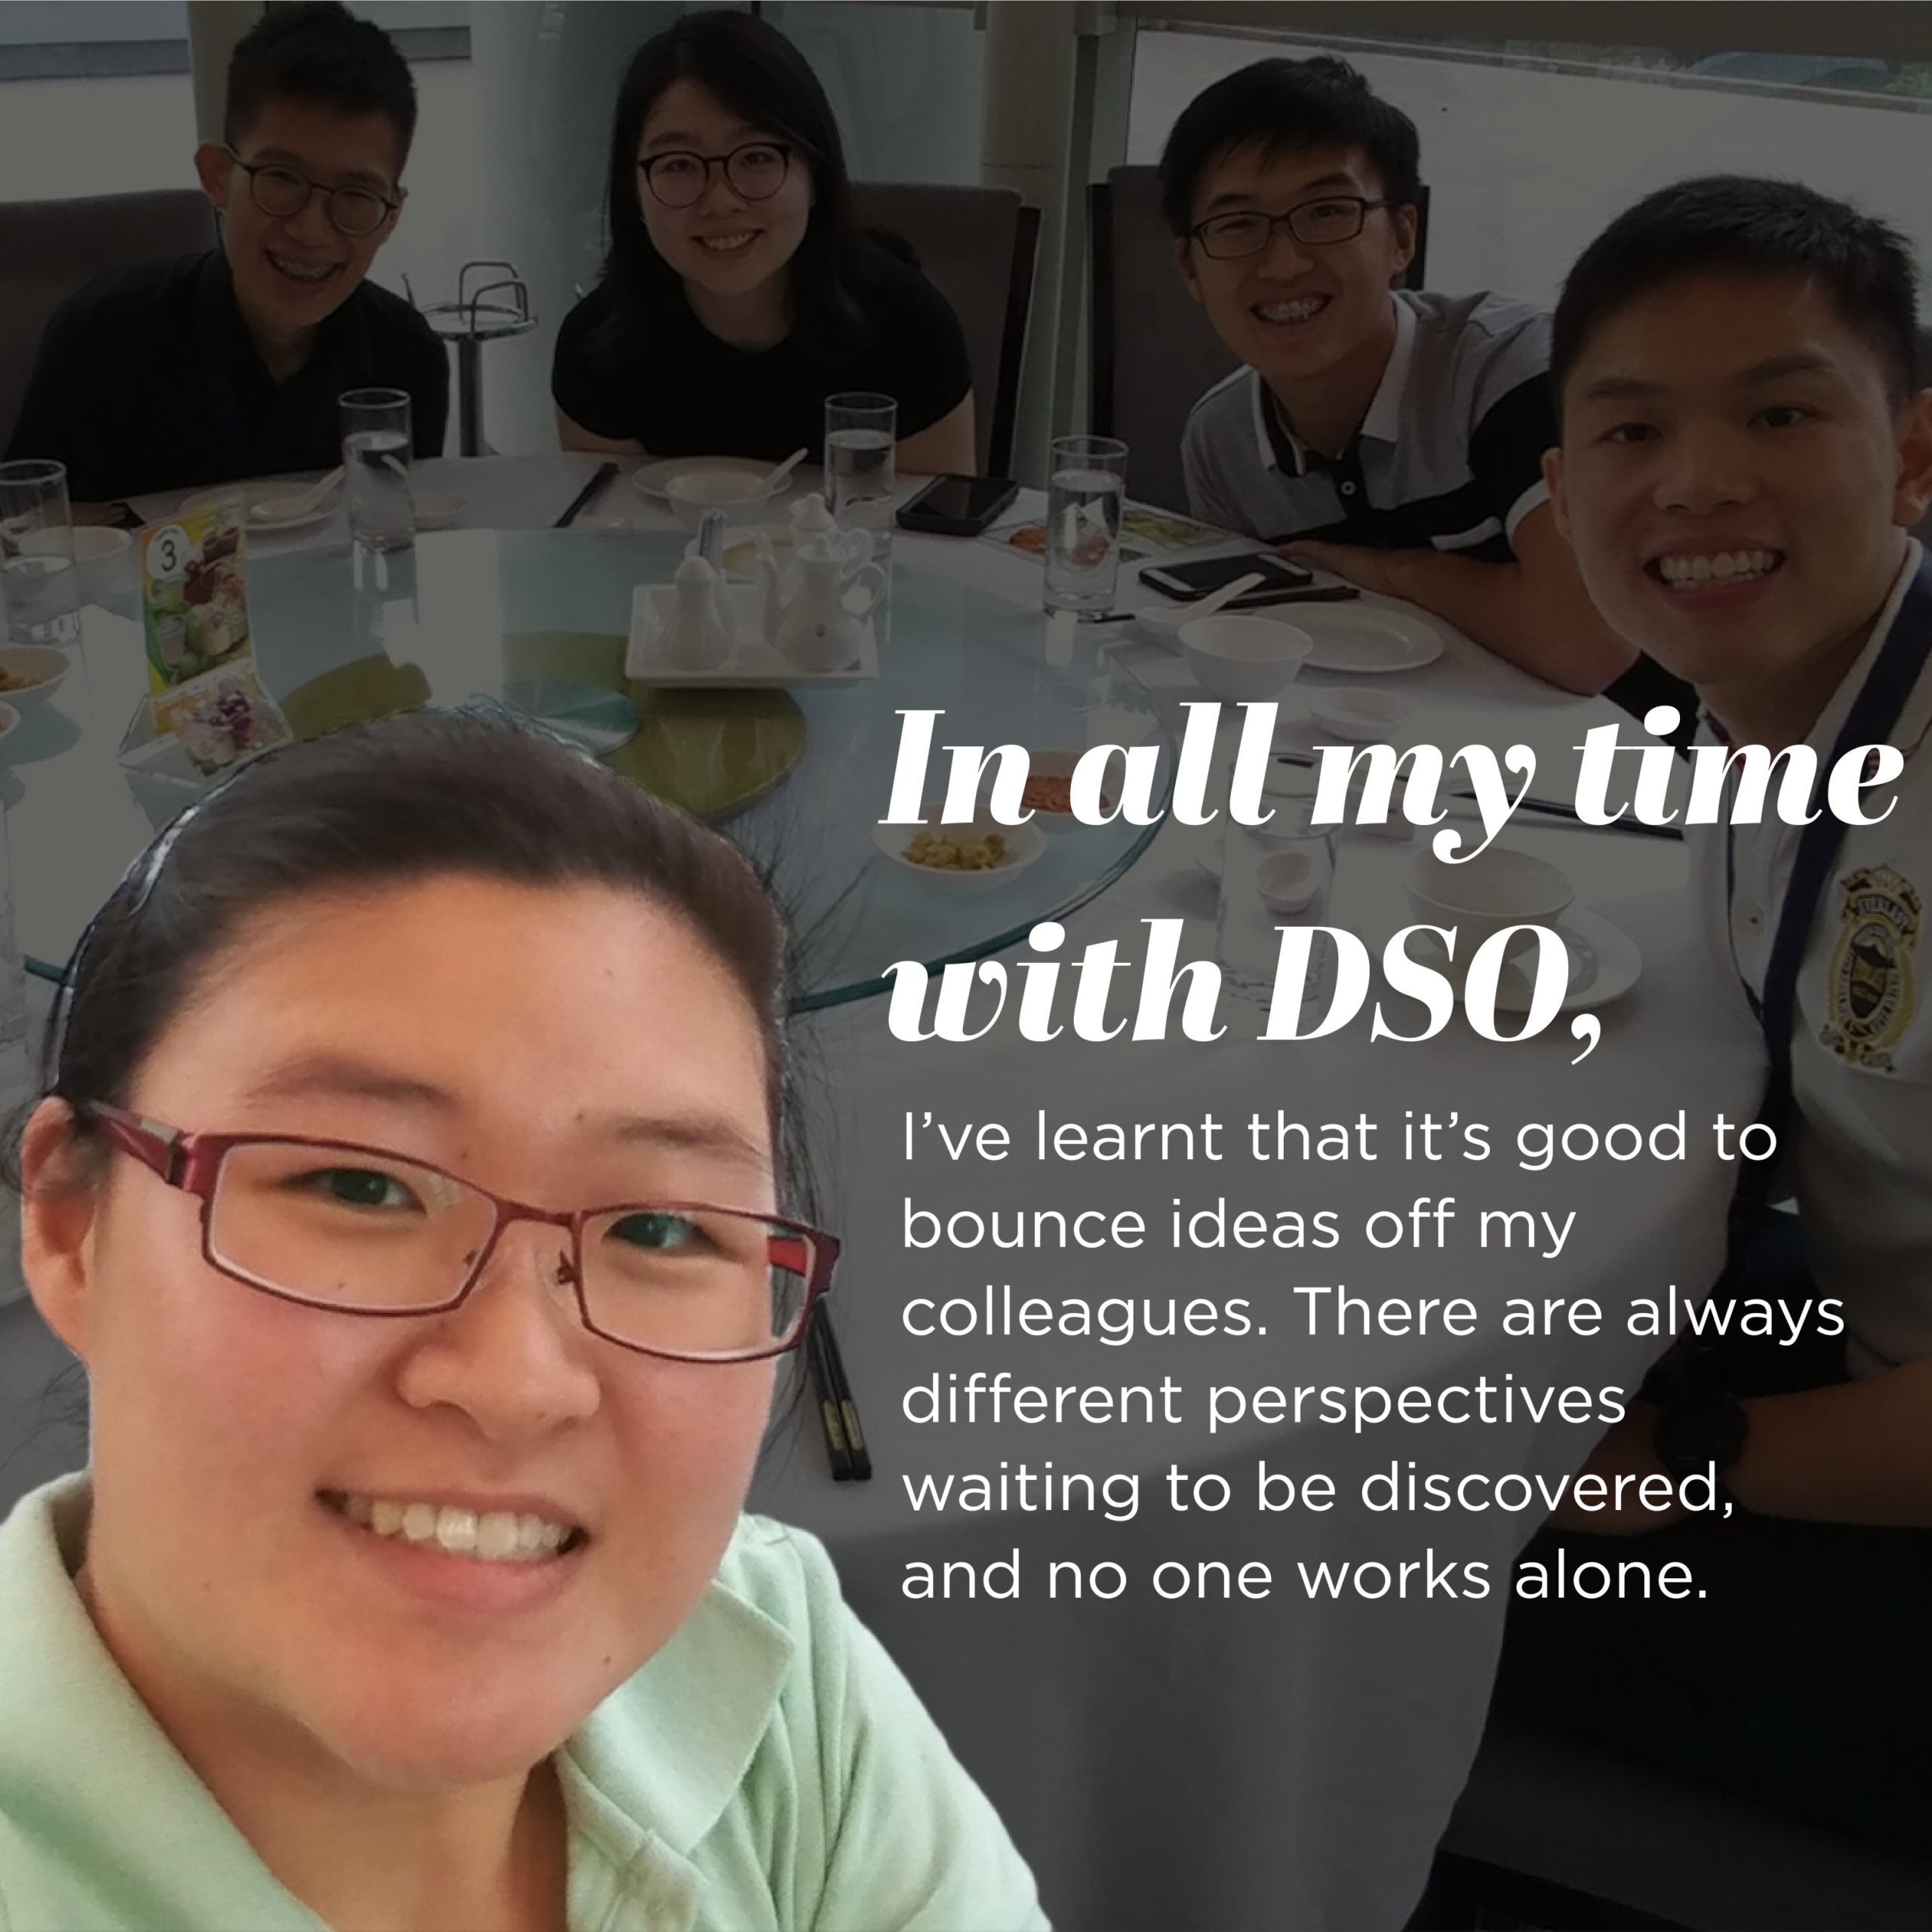 3
In all my time
with DSO,
I’ve learnt that it’s good to
bounce ideas off my
colleagues. There are always
different perspectives
waiting to be discovered,
and no one works alone.